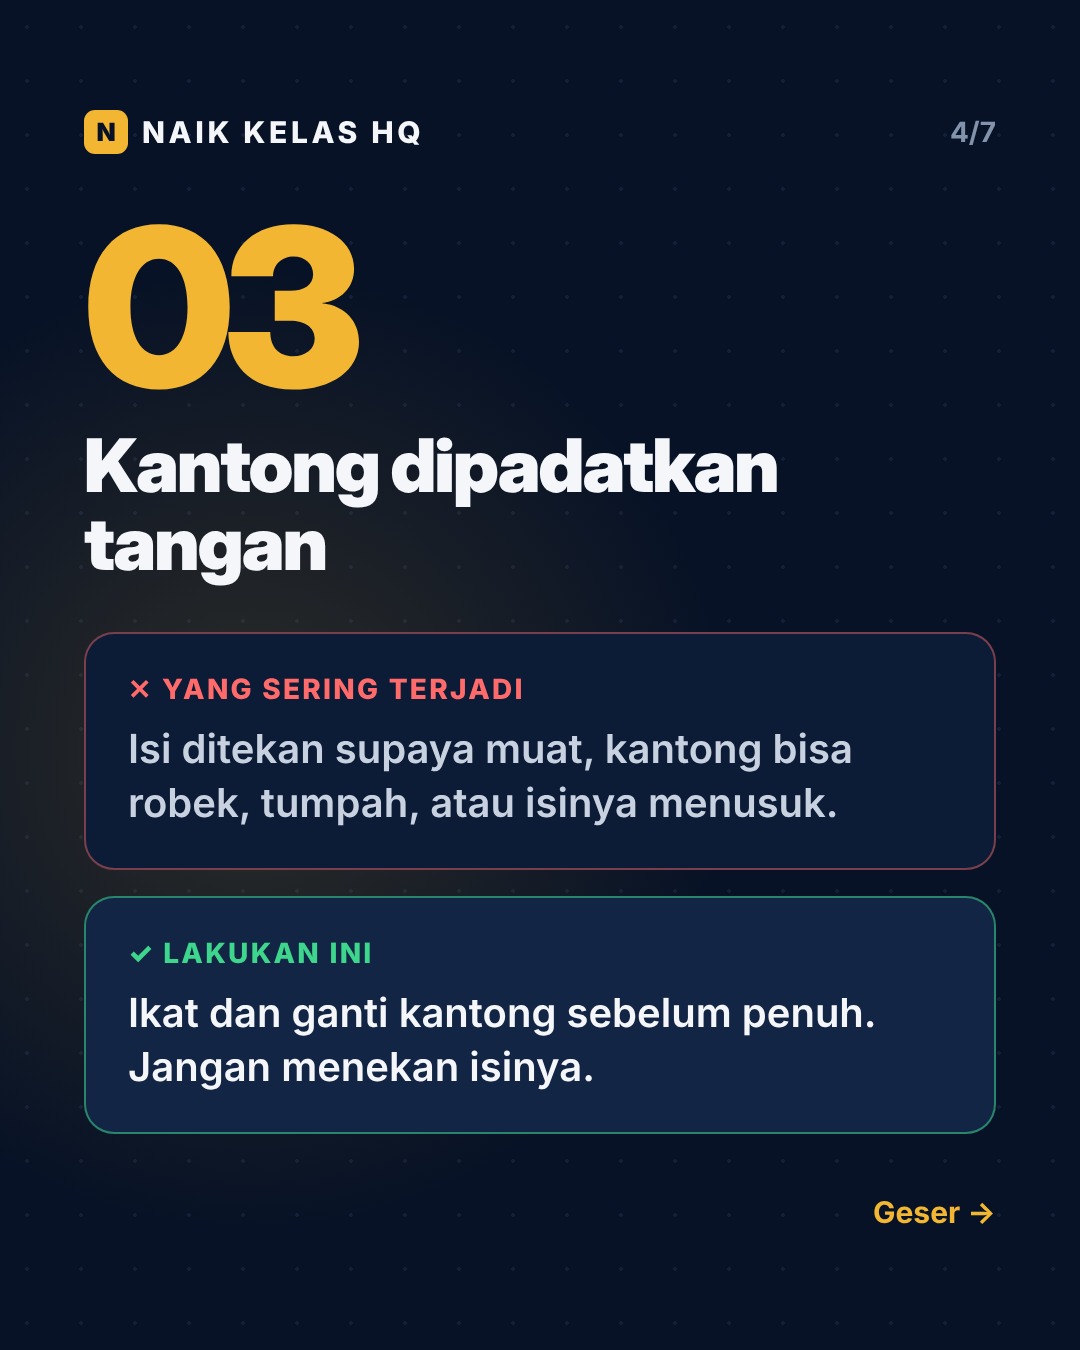 N NAIK KELAS HQ
4/7
03
Kantong dipadatkan
tangan
✕ YANG SERING TERJADI
Isi ditekan supaya muat, kantong bisa
robek, tumpah, atau isinya menusuk.
✓ LAKUKAN INI
Ikat dan ganti kantong sebelum penuh.
Jangan menekan isinya.
Geser →